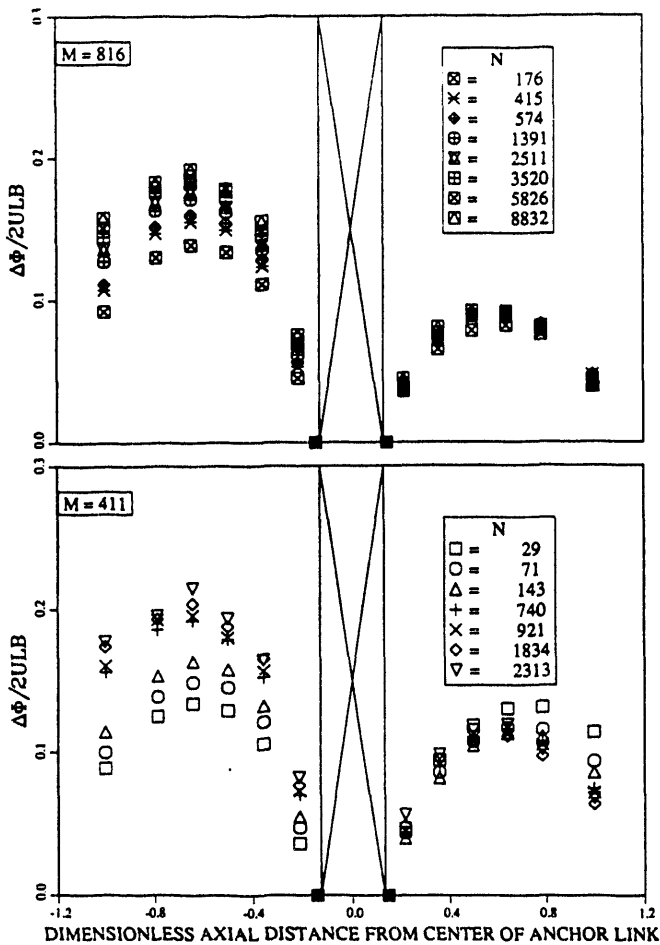 0.3
M = 816
N
176
= 415
= 574
= 1391
= 2511
= 3520
= 5826
= 8832
0.2
0.1
0.0
ΔΦ/2ULB
0.3
M = 411
N
= 29
= 71
= 143
= 740
= 921
= 1834
= 2313
0.2
0.1
0.0
ΔΦ/2ULB
-1.2 -0.8 -0.4 0.0 0.4 0.8 1.2
DIMENSIONLESS AXIAL DISTANCE FROM CENTER OF ANCHOR LINK